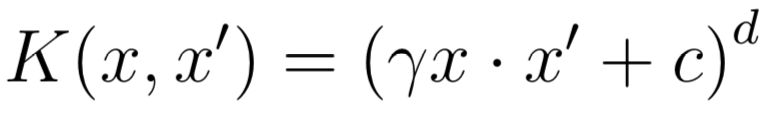 K(x, x′) = (γx · x′ + c)^d